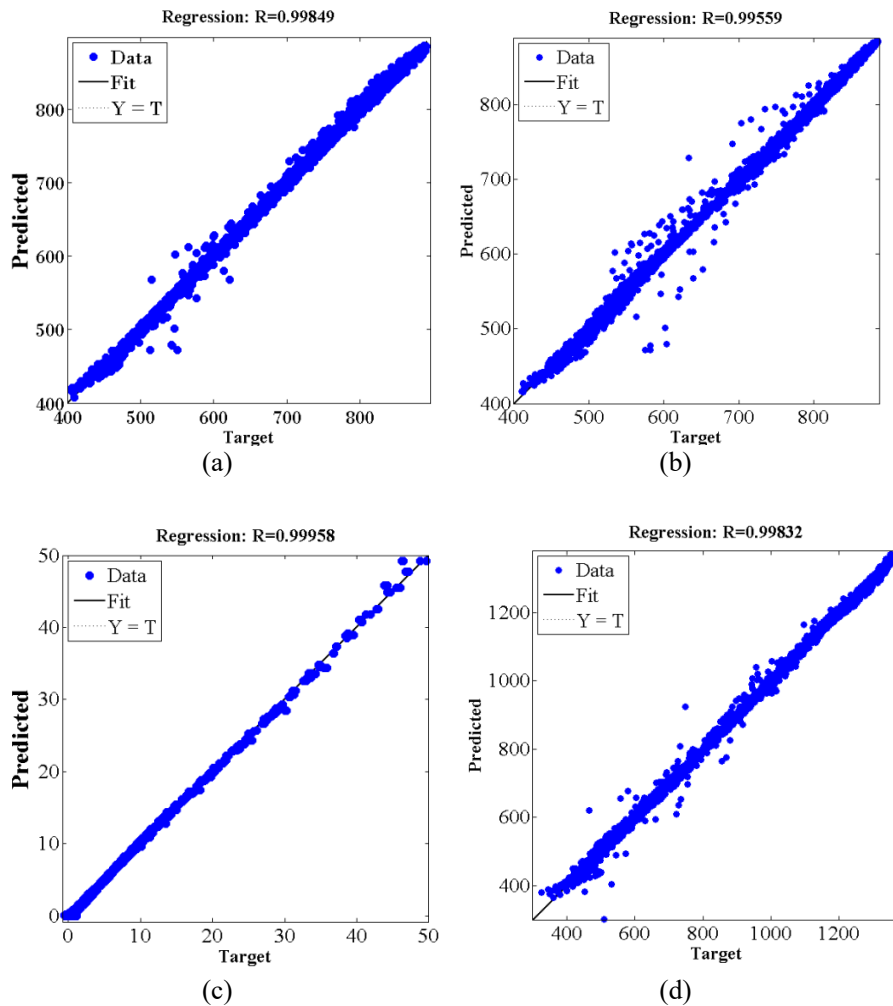 Regression: R=0.99849
Data
Fit
Y = T
Predicted
800
700
600
500
400
400 500 600 700 800
Target
(a)
Regression: R=0.99559
Data
Fit
Y = T
Predicted
800
700
600
500
400
400 500 600 700 800
Target
(b)
Regression: R=0.99958
Data
Fit
Y = T
Predicted
50
40
30
20
10
0
0 10 20 30 40 50
Target
(c)
Regression: R=0.99832
Data
Fit
Y = T
Predicted
1200
1000
800
600
400
400 600 800 1000 1200
Target
(d)